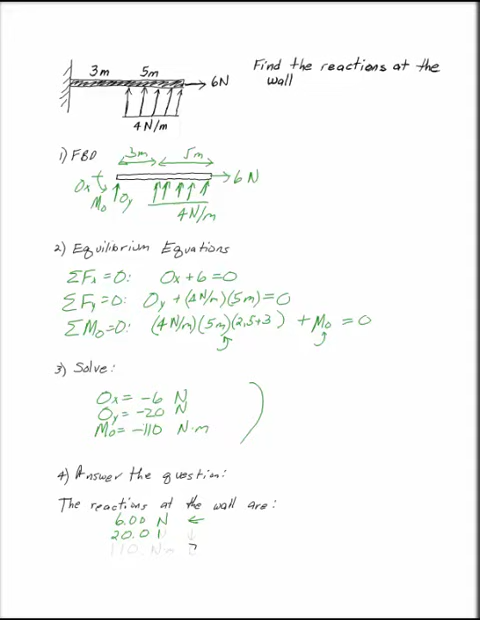 3m 5m
6N
Find the reactions at the
wall
4 N/m
1) FBD
3m 5m
Ox
6 N
Mo Oy
4 N/m
2) Equilibrium Equations
ΣFx=0: Ox + 6 = 0
ΣFy=0: Oy + (4 N/m)(5m) = 0
ΣMo=0: (4 N/m)(5m)(2.5+3) + Mo = 0
3) Solve:
Ox = -6 N
Oy = -20 N
Mo = -110 N·m
4) Answer the question:
The reactions at the wall are:
6.00 N ←
20.0 N ↓
110. Nm